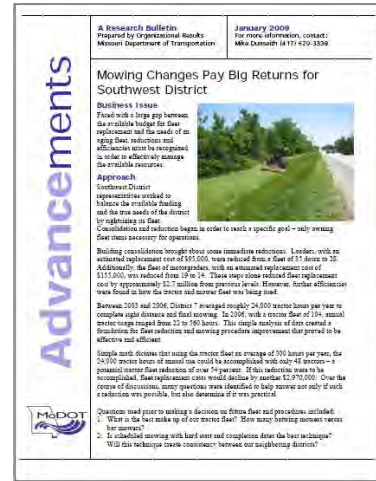 Advancements
A Research Bulletin
Prepared by Organizational Results
Missouri Department of Transportation
January 2009
For more information, contact:
Mike Dunseith (417) 629-3338
Mowing Changes Pay Big Returns for
Southwest District
Business Issue
Faced with a large gap between
the available budget for fleet
replacement and the needs of an
aging fleet, reductions and
efficiencies must be recognized
in order to effectively manage
the available resources.
Approach
Southwest District
representatives worked to
balance the available funding
and the true needs of the district
by rightsizing its fleet.
Consolidation and reduction began in order to reach a specific goal – only owning
fleet items necessary for operations.
Building consolidation brought about some immediate reductions. Loaders, with an
estimated replacement cost of $95,000, were reduced from a fleet of 35 down to 28.
Additionally, the fleet of motorgraders, with an estimated replacement cost of
$155,000, was reduced from 19 to 14. These steps alone reduced fleet replacement
cost by approximately $2.7 million from previous levels. However, further efficiencies
were found in how the tractor and mower fleet was being used.
Between 2003 and 2006, District 7 averaged roughly 24,000 tractor hours per year to
complete sight distance and final mowing. In 2006, with a tractor fleet of 104, annual
tractor usage ranged from 22 to 560 hours. This simple analysis of data created a
foundation for fleet reduction and mowing procedure improvement that proved to be
effective and efficient.
Simple math dictates that using the tractor fleet an average of 500 hours per year, the
24,000 tractor hours of annual use could be accomplished with only 48 tractors – a
potential tractor fleet reduction of over 54 percent. If this reduction were to be
accomplished, fleet replacement costs would decline by another $2,970,000. Over the
course of discussions, many questions were identified to help answer not only if such
a reduction was possible, but also determine if it was practical.
Questions used prior to making a decision on future fleet and procedures included:
1. What is the best make up of our tractor fleet? How many batwing mowers versus
bar mowers?
2. Is scheduled mowing with hard start and completion dates the best technique?
Will this technique create consistency between our neighboring districts?
MoDOT